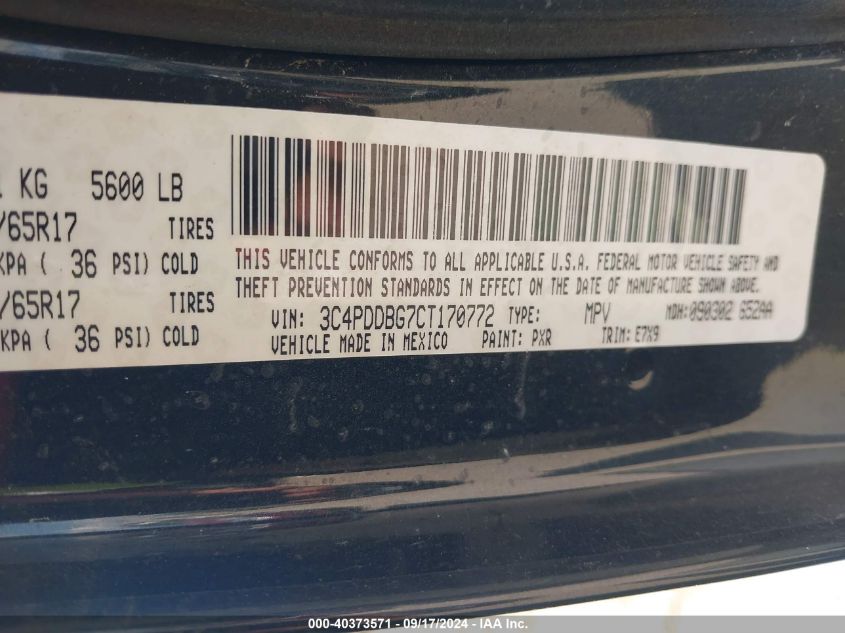 KG 5600 LB
/65R17 TIRES
KPA ( 36 PSI) COLD
/65R17 TIRES
KPA ( 36 PSI) COLD
THIS VEHICLE CONFORMS TO ALL APPLICABLE U.S.A. FEDERAL MOTOR VEHICLE SAFETY AND
THEFT PREVENTION STANDARDS IN EFFECT ON THE DATE OF MANUFACTURE SHOWN ABOVE.
VIN: 3C4PDDBG7CT170772 TYPE: MPV MDH:090302 652AA
VEHICLE MADE IN MEXICO PAINT: PXR TRIM: E7X9
000-40373571 - 09/17/2024 - IAA Inc.